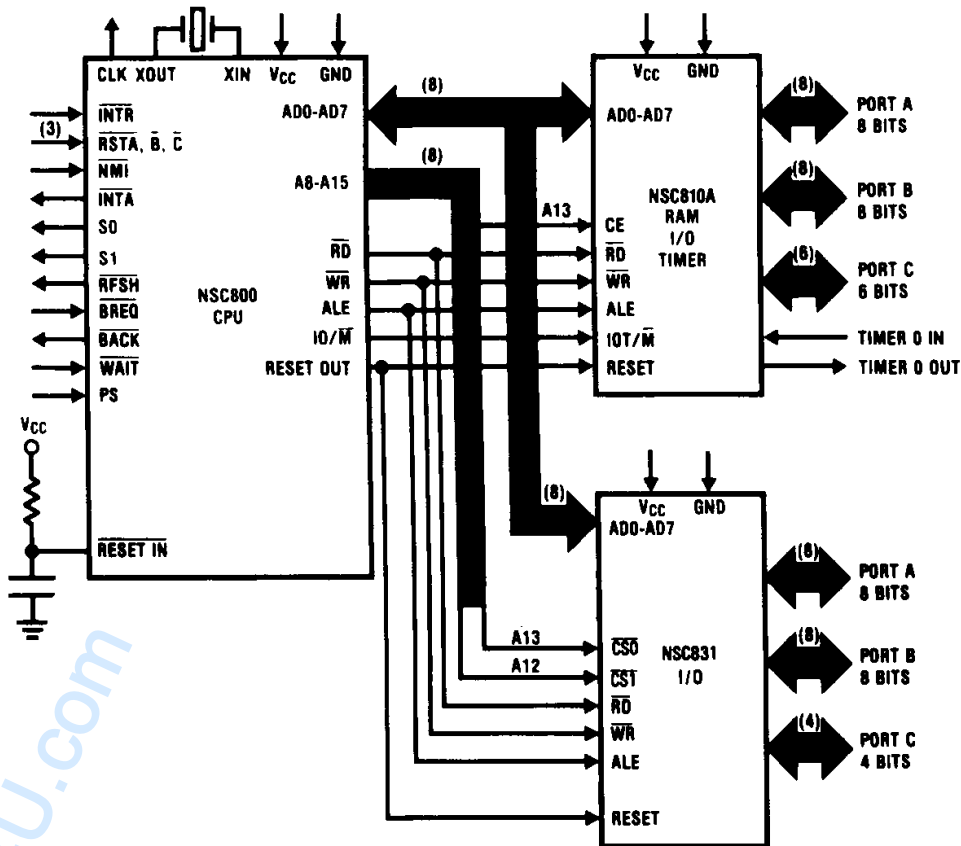 CLK XOUT XIN VCC GND
INTR
(3)
RSTA, B, C
NMI
INTA
S0
S1
RFSH
BREQ
BACK
WAIT
PS
VCC
RESET IN
NSC800
CPU
AD0-AD7
A8-A15
RD
WR
ALE
IO/M
RESET OUT
(8)
(8)
A13
VCC GND
AD0-AD7
CE
RD
WR
ALE
IOT/M
RESET
NSC810A
RAM
I/O
TIMER
(8)
PORT A
8 BITS
(8)
PORT B
8 BITS
(6)
PORT C
6 BITS
TIMER 0 IN
TIMER 0 OUT
(8)
VCC GND
AD0-AD7
A13
A12
CS0
CS1
RD
WR
ALE
RESET
NSC831
I/O
(8)
PORT A
8 BITS
(8)
PORT B
8 BITS
(4)
PORT C
4 BITS
U.com